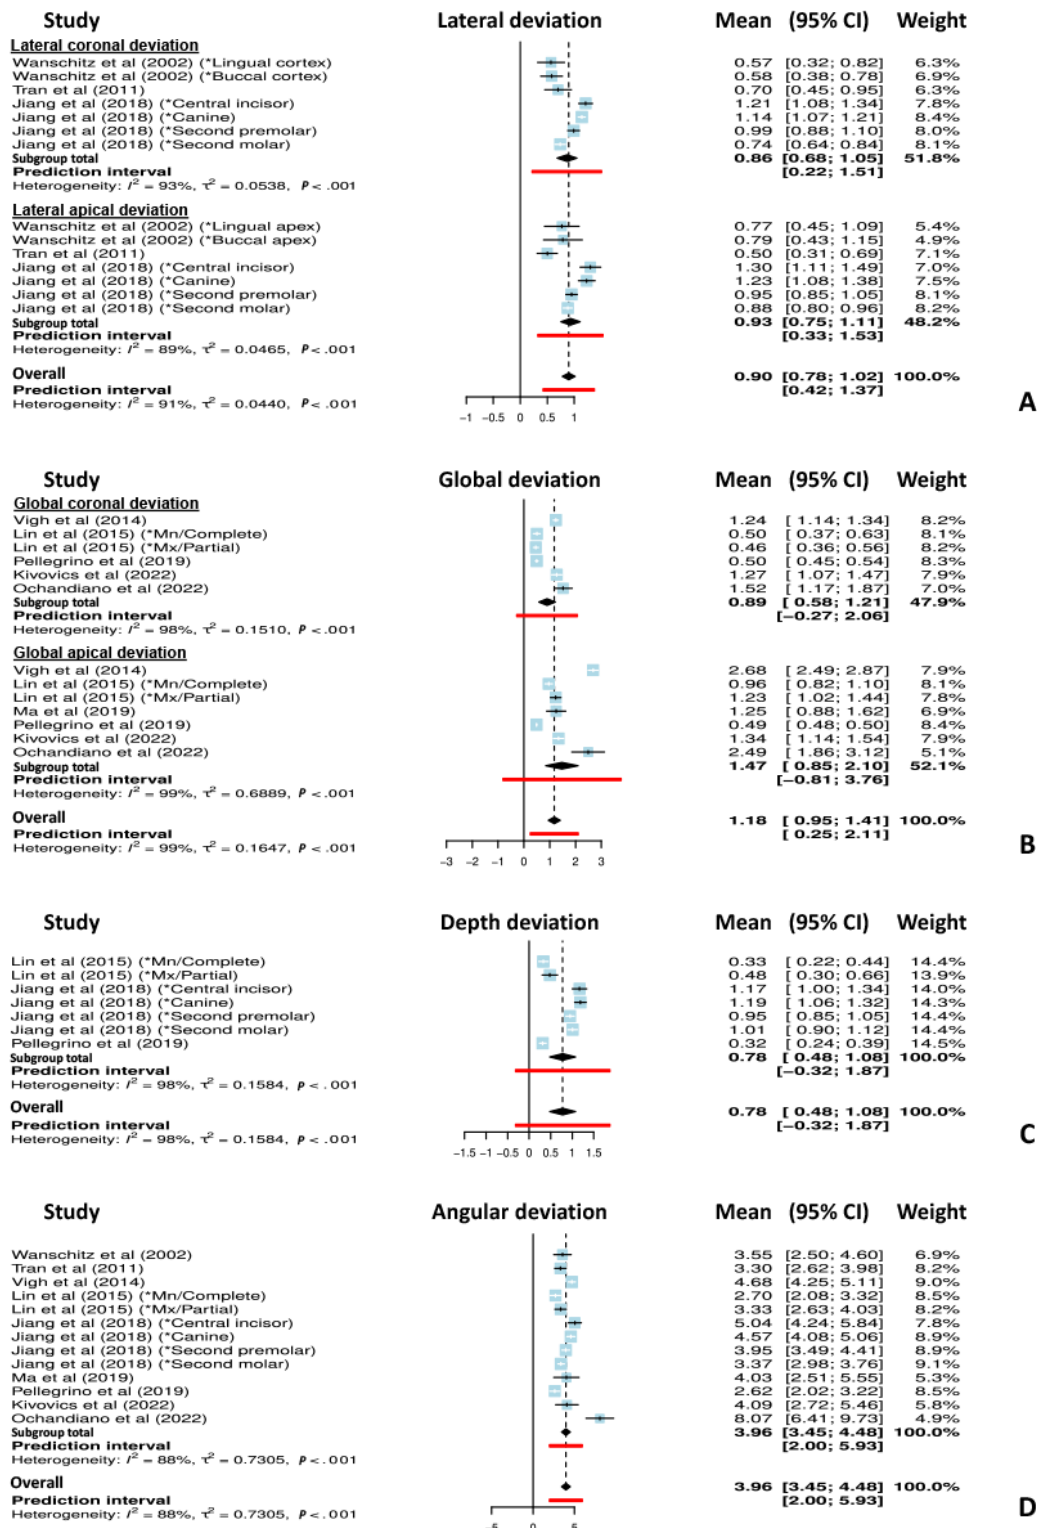 Study Lateral deviation Mean (95% CI) Weight
Lateral coronal deviation
Wanschitz et al (2002) (*Lingual cortex) 0.57 [0.32; 0.82] 6.3%
Wanschitz et al (2002) (*Buccal cortex) 0.58 [0.38; 0.78] 6.9%
Tran et al (2011) 0.70 [0.45; 0.95] 6.3%
Jiang et al (2018) (*Central incisor) 1.21 [1.08; 1.34] 7.8%
Jiang et al (2018) (*Canine) 1.14 [1.07; 1.21] 8.4%
Jiang et al (2018) (*Second premolar) 0.99 [0.88; 1.10] 8.0%
Jiang et al (2018) (*Second molar) 0.74 [0.64; 0.84] 8.1%
Subgroup total 0.86 [0.68; 1.05] 51.8%
Prediction interval [0.22; 1.51]
Heterogeneity: I² = 93%, τ² = 0.0538, P < .001
Lateral apical deviation
Wanschitz et al (2002) (*Lingual apex) 0.77 [0.45; 1.09] 5.4%
Wanschitz et al (2002) (*Buccal apex) 0.79 [0.43; 1.15] 4.9%
Tran et al (2011) 0.50 [0.31; 0.69] 7.1%
Jiang et al (2018) (*Central incisor) 1.30 [1.11; 1.49] 7.0%
Jiang et al (2018) (*Canine) 1.23 [1.08; 1.38] 7.5%
Jiang et al (2018) (*Second premolar) 0.95 [0.85; 1.05] 8.1%
Jiang et al (2018) (*Second molar) 0.88 [0.80; 0.96] 8.2%
Subgroup total 0.93 [0.75; 1.11] 48.2%
Prediction interval [0.33; 1.53]
Heterogeneity: I² = 89%, τ² = 0.0465, P < .001
Overall 0.90 [0.78; 1.02] 100.0%
Prediction interval [0.42; 1.37]
Heterogeneity: I² = 91%, τ² = 0.0440, P < .001
A
−1 −0.5 0 0.5 1
Study Global deviation Mean (95% CI) Weight
Global coronal deviation
Vigh et al (2014) 1.24 [ 1.14; 1.34] 8.2%
Lin et al (2015) (*Mn/Complete) 0.50 [ 0.37; 0.63] 8.1%
Lin et al (2015) (*Mx/Partial) 0.46 [ 0.36; 0.56] 8.2%
Pellegrino et al (2019) 0.50 [ 0.45; 0.54] 8.3%
Kivovics et al (2022) 1.27 [ 1.07; 1.47] 7.9%
Ochandiano et al (2022) 1.52 [ 1.17; 1.87] 7.0%
Subgroup total 0.89 [ 0.58; 1.21] 47.9%
Prediction interval [−0.27; 2.06]
Heterogeneity: I² = 98%, τ² = 0.1510, P < .001
Global apical deviation
Vigh et al (2014) 2.68 [ 2.49; 2.87] 7.9%
Lin et al (2015) (*Mn/Complete) 0.96 [ 0.82; 1.10] 8.1%
Lin et al (2015) (*Mx/Partial) 1.23 [ 1.02; 1.44] 7.8%
Ma et al (2019) 1.25 [ 0.88; 1.62] 6.9%
Pellegrino et al (2019) 0.49 [ 0.48; 0.50] 8.4%
Kivovics et al (2022) 1.34 [ 1.14; 1.54] 7.9%
Ochandiano et al (2022) 2.49 [ 1.86; 3.12] 5.1%
Subgroup total 1.47 [ 0.85; 2.10] 52.1%
Prediction interval [−0.81; 3.76]
Heterogeneity: I² = 99%, τ² = 0.6889, P < .001
Overall 1.18 [ 0.95; 1.41] 100.0%
Prediction interval [ 0.25; 2.11]
Heterogeneity: I² = 99%, τ² = 0.1647, P < .001
B
−3 −2 −1 0 1 2 3
Study Depth deviation Mean (95% CI) Weight
Lin et al (2015) (*Mn/Complete) 0.33 [ 0.22; 0.44] 14.4%
Lin et al (2015) (*Mx/Partial) 0.48 [ 0.30; 0.66] 13.9%
Jiang et al (2018) (*Central incisor) 1.17 [ 1.00; 1.34] 14.0%
Jiang et al (2018) (*Canine) 1.19 [ 1.06; 1.32] 14.3%
Jiang et al (2018) (*Second premolar) 0.95 [ 0.85; 1.05] 14.4%
Jiang et al (2018) (*Second molar) 1.01 [ 0.90; 1.12] 14.4%
Pellegrino et al (2019) 0.32 [ 0.24; 0.39] 14.5%
Subgroup total 0.78 [ 0.48; 1.08] 100.0%
Prediction interval [−0.32; 1.87]
Heterogeneity: I² = 98%, τ² = 0.1584, P < .001
Overall 0.78 [ 0.48; 1.08] 100.0%
Prediction interval [−0.32; 1.87]
Heterogeneity: I² = 98%, τ² = 0.1584, P < .001
C
−1.5 −1 −0.5 0 0.5 1 1.5
Study Angular deviation Mean (95% CI) Weight
Wanschitz et al (2002) 3.55 [2.50; 4.60] 6.9%
Tran et al (2011) 3.30 [2.62; 3.98] 8.2%
Vigh et al (2014) 4.68 [4.25; 5.11] 9.0%
Lin et al (2015) (*Mn/Complete) 2.70 [2.08; 3.32] 8.5%
Lin et al (2015) (*Mx/Partial) 3.33 [2.63; 4.03] 8.2%
Jiang et al (2018) (*Central incisor) 5.04 [4.24; 5.84] 7.8%
Jiang et al (2018) (*Canine) 4.57 [4.08; 5.06] 8.9%
Jiang et al (2018) (*Second premolar) 3.95 [3.49; 4.41] 8.9%
Jiang et al (2018) (*Second molar) 3.37 [2.98; 3.76] 9.1%
Ma et al (2019) 4.03 [2.51; 5.55] 5.3%
Pellegrino et al (2019) 2.62 [2.02; 3.22] 8.5%
Kivovics et al (2022) 4.09 [2.72; 5.46] 5.8%
Ochandiano et al (2022) 8.07 [6.41; 9.73] 4.9%
Subgroup total 3.96 [3.45; 4.48] 100.0%
Prediction interval [2.00; 5.93]
Heterogeneity: I² = 88%, τ² = 0.7305, P < .001
Overall 3.96 [3.45; 4.48] 100.0%
Prediction interval [2.00; 5.93]
Heterogeneity: I² = 88%, τ² = 0.7305, P < .001
D
−5 0 5